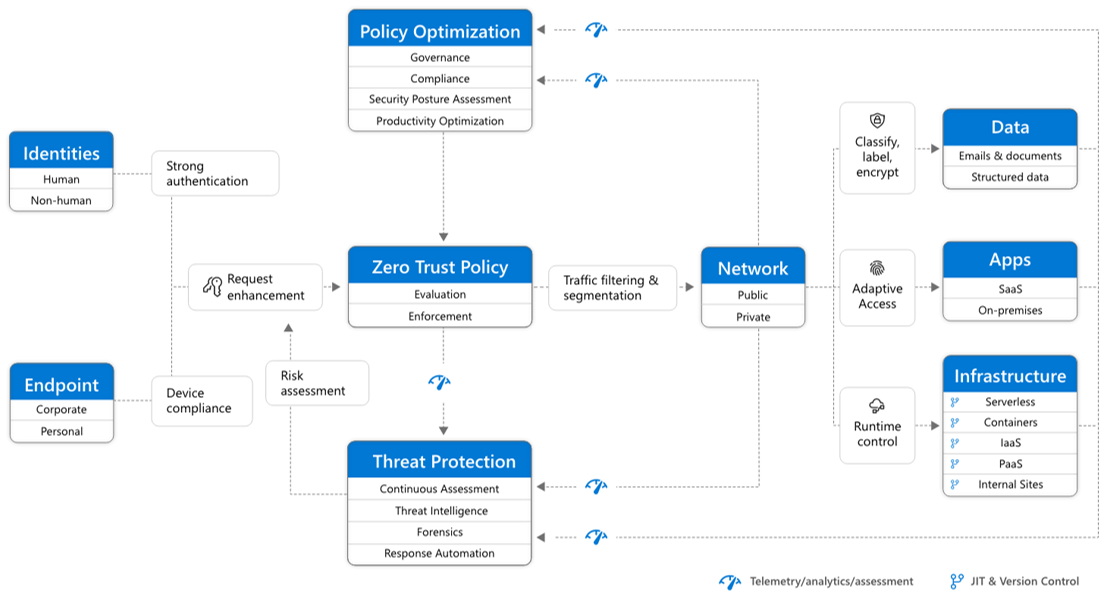 Policy Optimization
Governance
Compliance
Security Posture Assessment
Productivity Optimization
Identities
Human
Non-human
Strong
authentication
Classify,
label,
encrypt
Data
Emails & documents
Structured data
Request
enhancement
Zero Trust Policy
Evaluation
Enforcement
Traffic filtering &
segmentation
Network
Public
Private
Adaptive
Access
Apps
SaaS
On-premises
Endpoint
Corporate
Personal
Device
compliance
Risk
assessment
Runtime
control
Infrastructure
Serverless
Containers
IaaS
PaaS
Internal Sites
Threat Protection
Continuous Assessment
Threat Intelligence
Forensics
Response Automation
Telemetry/analytics/assessment
JIT & Version Control